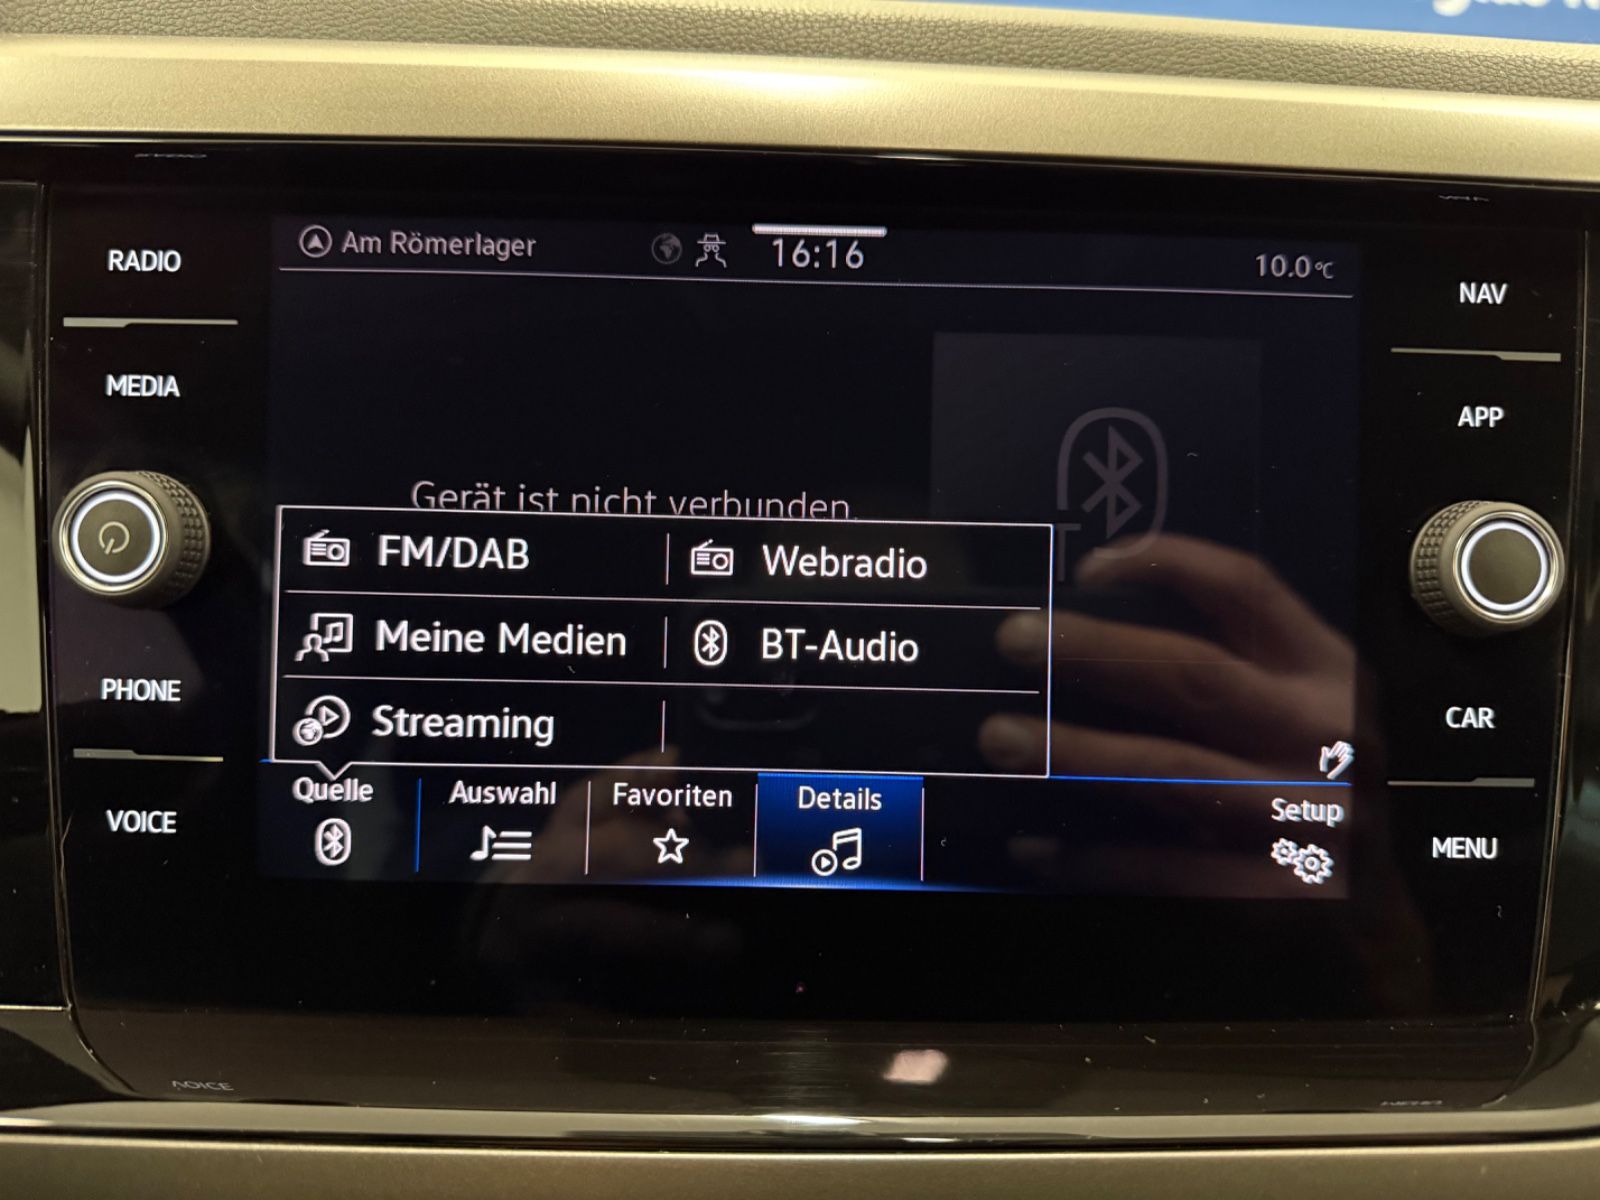 RADIO
MEDIA
PHONE
VOICE
Am Römerlager
16:16
10.0°C
Gerät ist nicht verbunden.
FM/DAB
Webradio
Meine Medien
BT-Audio
Streaming
Quelle
Auswahl
Favoriten
Details
Setup
NAV
APP
CAR
MENU
VOICE